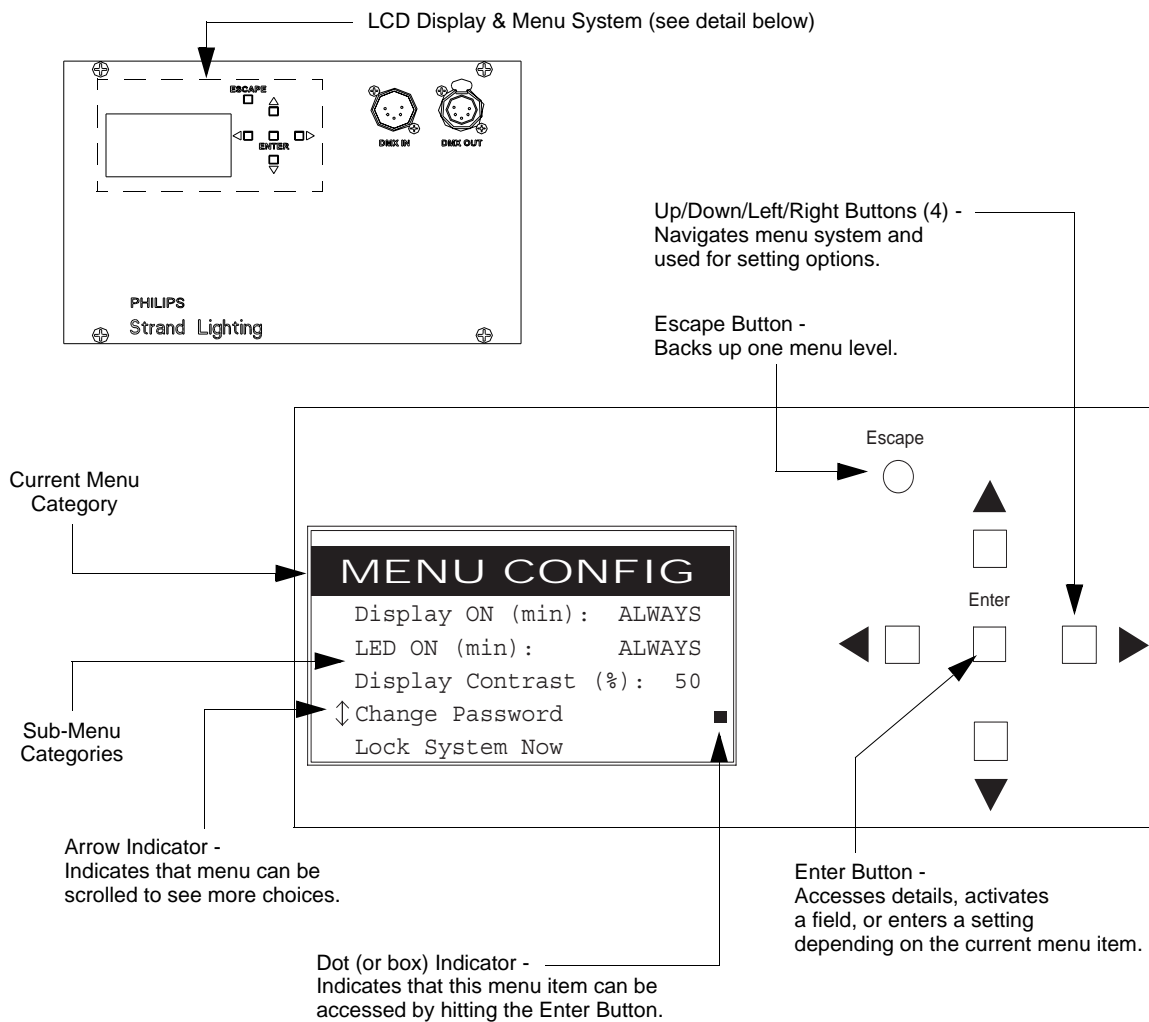 LCD Display & Menu System (see detail below)
ESCAPE
ENTER
DMX IN
DMX OUT
PHILIPS
Strand Lighting
Up/Down/Left/Right Buttons (4) -
Navigates menu system and
used for setting options.
Escape Button -
Backs up one menu level.
Escape
Enter
Current Menu
Category
MENU CONFIG
Display ON (min): ALWAYS
LED ON (min): ALWAYS
Display Contrast (%): 50
Change Password
Lock System Now
Sub-Menu
Categories
Arrow Indicator -
Indicates that menu can be
scrolled to see more choices.
Enter Button -
Accesses details, activates
a field, or enters a setting
depending on the current menu item.
Dot (or box) Indicator -
Indicates that this menu item can be
accessed by hitting the Enter Button.